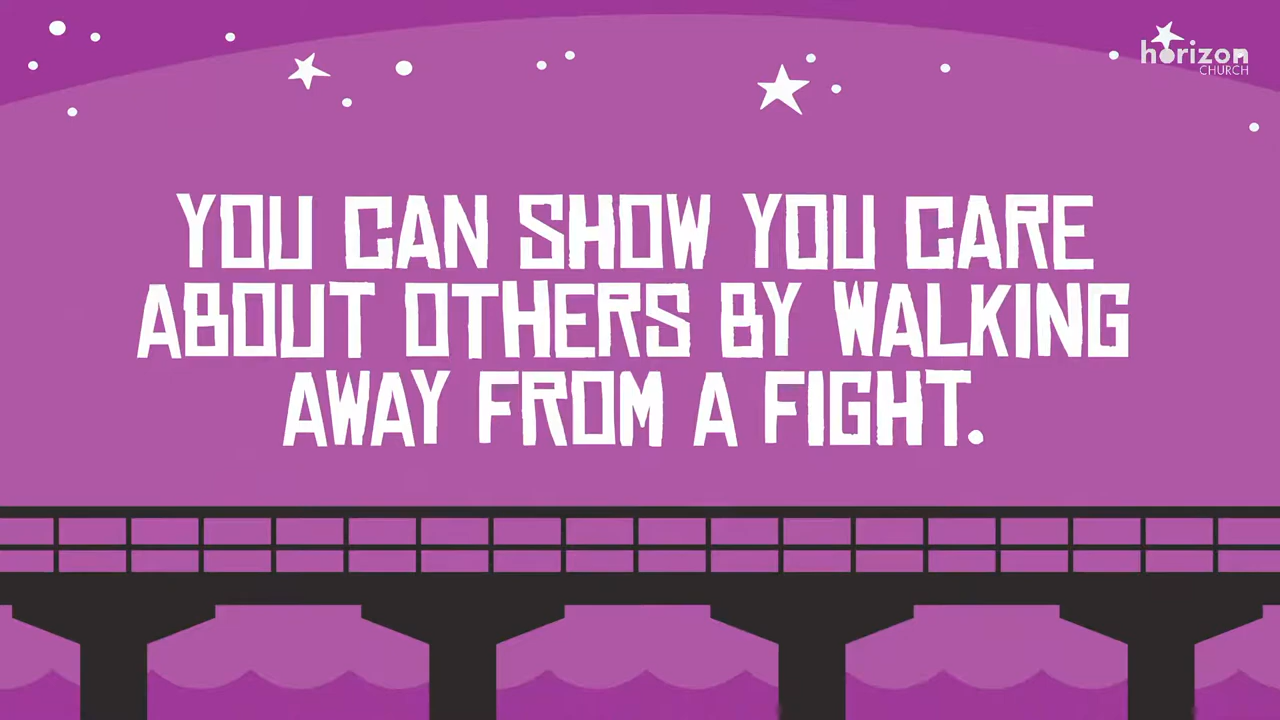 horizon
CHURCH
YOU CAN SHOW YOU CARE
ABOUT OTHERS BY WALKING
AWAY FROM A FIGHT.